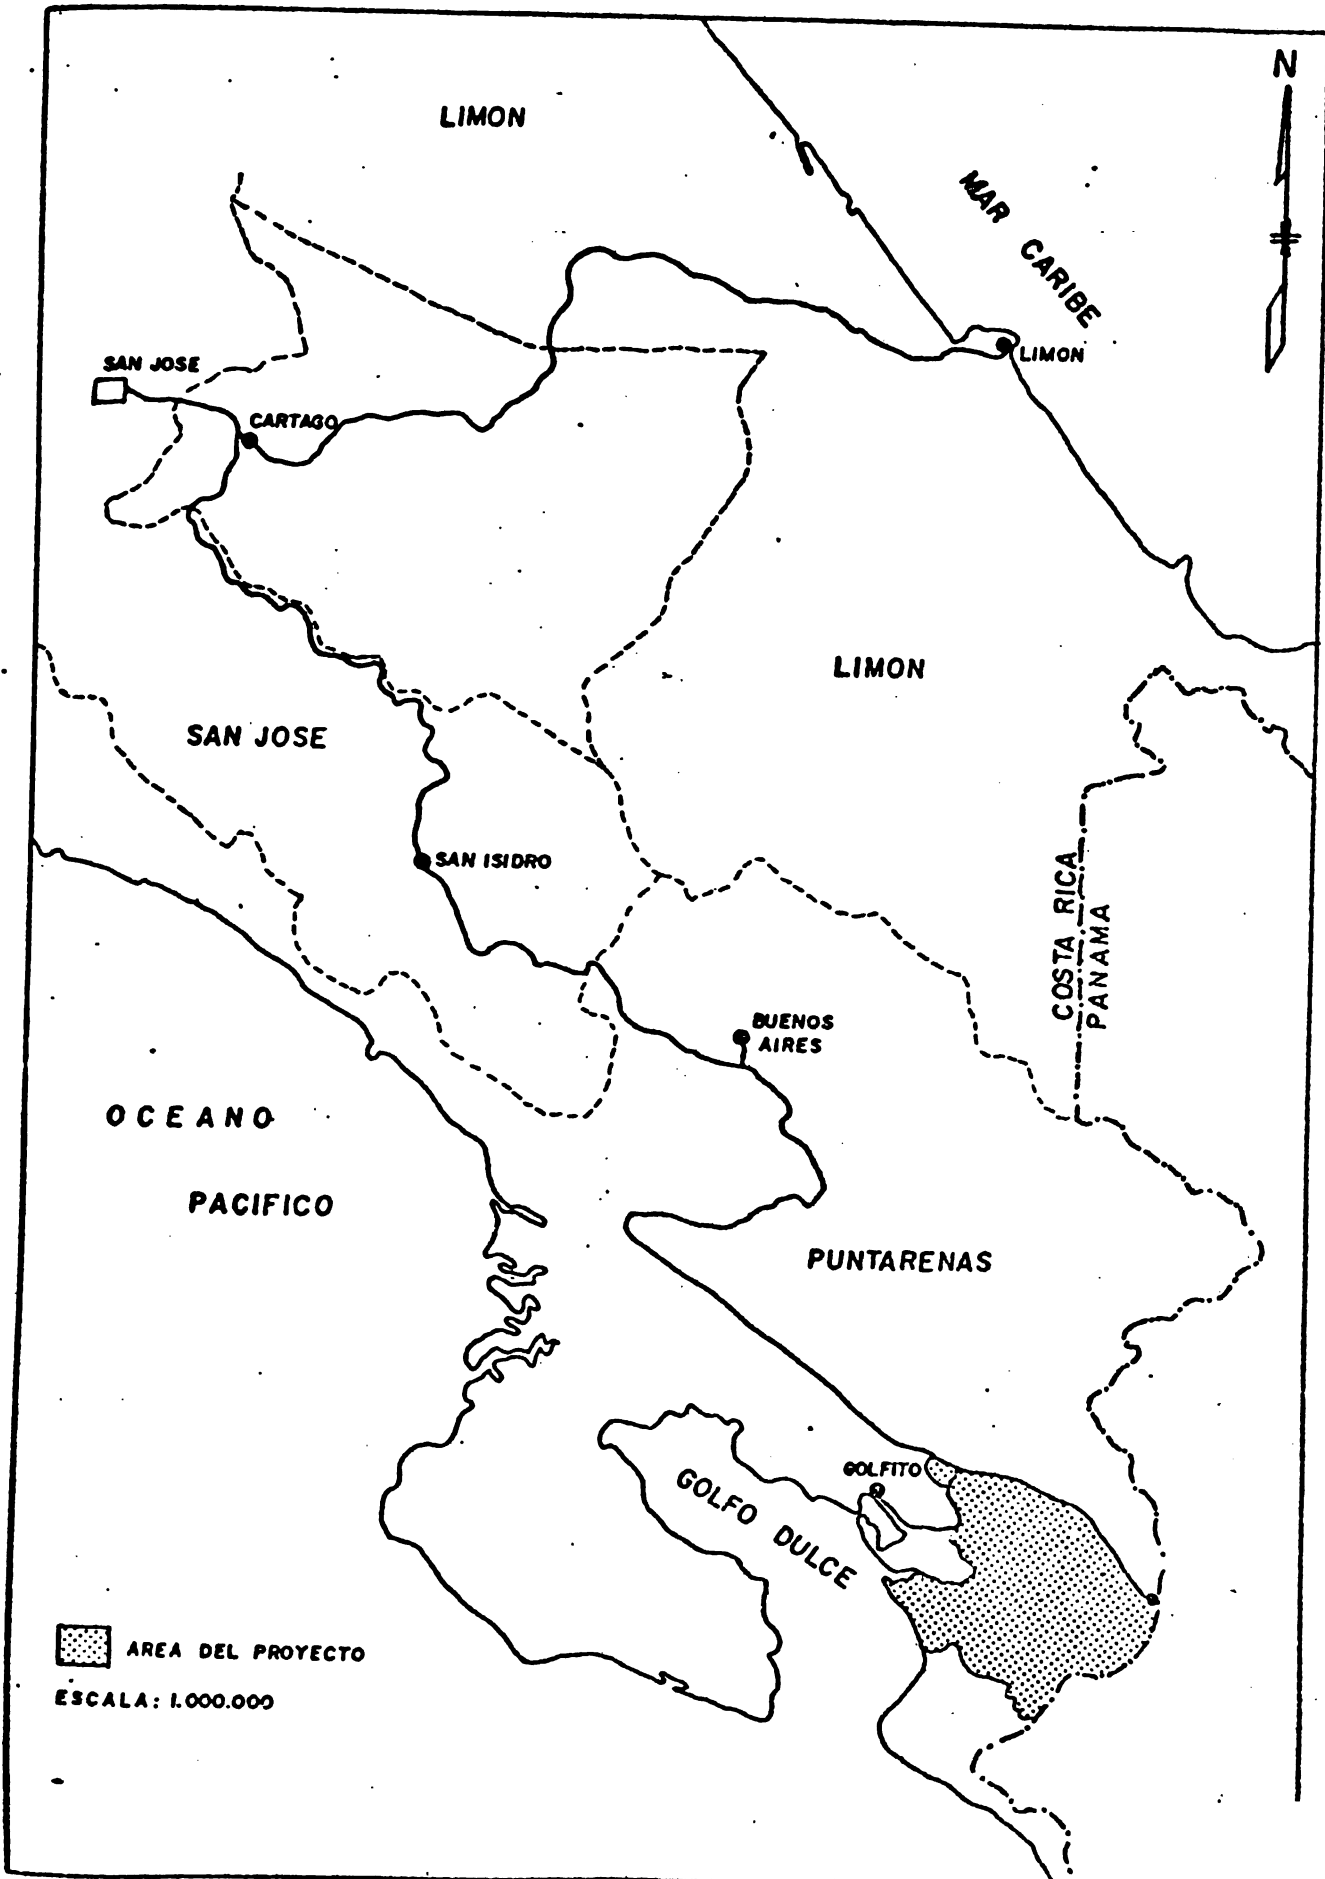 N
LIMON
MAR CARIBE
LIMON
SAN JOSE
CARTAGO
LIMON
SAN JOSE
SAN ISIDRO
COSTA RICA
PANAMA
BUENOS
AIRES
OCEANO
PACIFICO
PUNTARENAS
GOLFITO
GOLFO DULCE
AREA DEL PROYECTO
ESCALA: 1.000.000